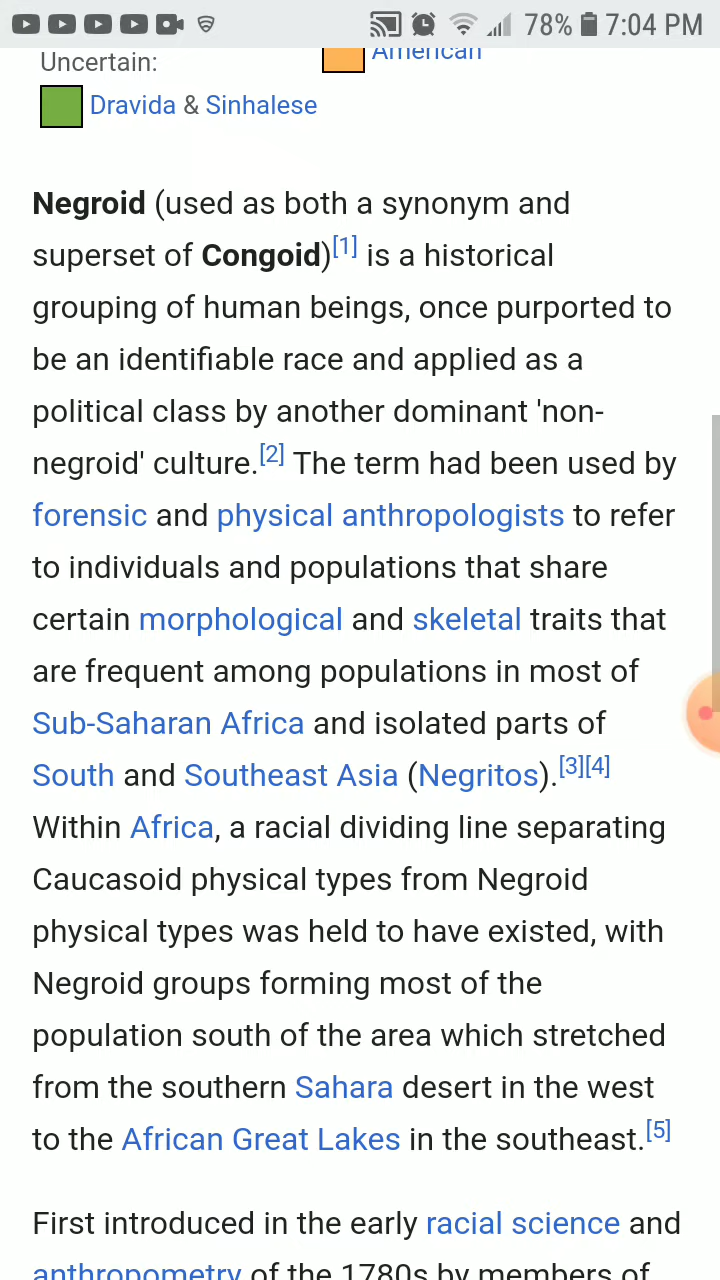 78% 7:04 PM
Uncertain:
American
Dravida & Sinhalese
Negroid (used as both a synonym and
superset of Congoid)[1] is a historical
grouping of human beings, once purported to
be an identifiable race and applied as a
political class by another dominant 'non-
negroid' culture.[2] The term had been used by
forensic and physical anthropologists to refer
to individuals and populations that share
certain morphological and skeletal traits that
are frequent among populations in most of
Sub-Saharan Africa and isolated parts of
South and Southeast Asia (Negritos).[3][4]
Within Africa, a racial dividing line separating
Caucasoid physical types from Negroid
physical types was held to have existed, with
Negroid groups forming most of the
population south of the area which stretched
from the southern Sahara desert in the west
to the African Great Lakes in the southeast.[5]
First introduced in the early racial science and
anthropometry of the 1780s by members of